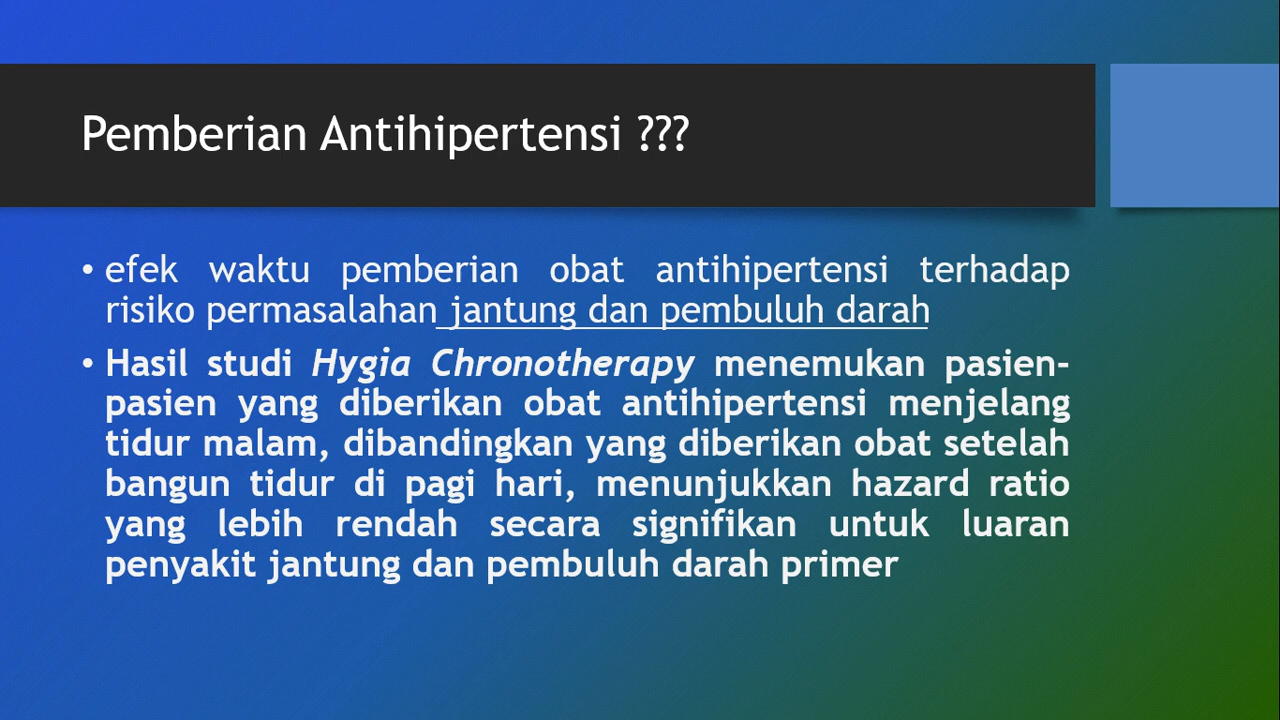 Pemberian Antihipertensi ???
• efek waktu pemberian obat antihipertensi terhadap
risiko permasalahan jantung dan pembuluh darah
• Hasil studi Hygia Chronotherapy menemukan pasien-
pasien yang diberikan obat antihipertensi menjelang
tidur malam, dibandingkan yang diberikan obat setelah
bangun tidur di pagi hari, menunjukkan hazard ratio
yang lebih rendah secara signifikan untuk luaran
penyakit jantung dan pembuluh darah primer